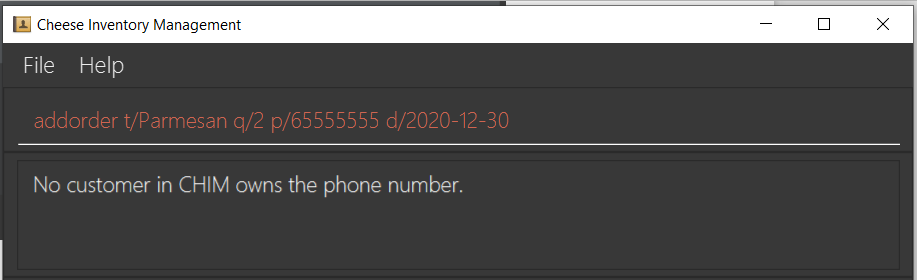 Cheese Inventory Management
File Help
addorder t/Parmesan q/2 p/65555555 d/2020-12-30
No customer in CHIM owns the phone number.